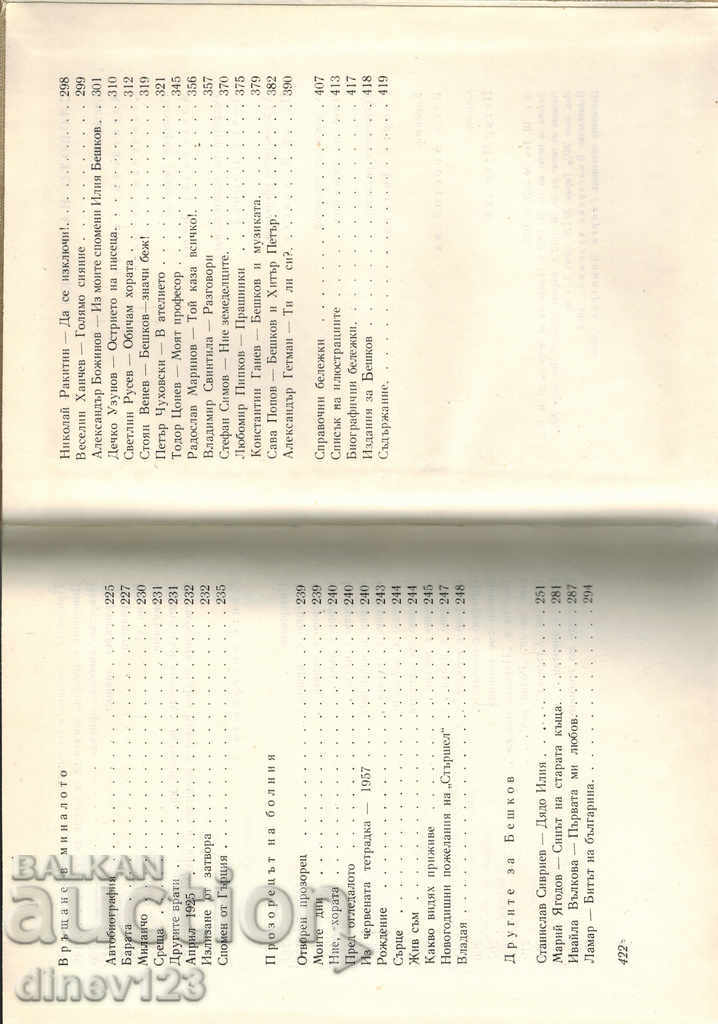 Връщане в миналото
Автобиография . . . . . . . . . . 225
Барата . . . . . . . . . . 227
Миланчо . . . . . . . . . . 230
Среща . . . . . . . . . . 231
Другите врати . . . . . . . . . . 231
Април 1925 . . . . . . . . . . 232
Излизане от затвора . . . . . . . . . . 232
Спомен от Гърция . . . . . . . . . . 235
Прозорецът на болния
Отворен прозорец . . . . . . . . . . 239
Моите дни . . . . . . . . . . 239
Ние, хората . . . . . . . . . . 240
Пред огледалото . . . . . . . . . . 240
Из червената тетрадка — 1957 . . . . . . . . . . 240
Рождение . . . . . . . . . . 243
Сърце . . . . . . . . . . 244
Жив съм . . . . . . . . . . 244
Какво видях приживе . . . . . . . . . . 245
Новогодишни пожелания на „Стършел“ . . . . . . . . . . 247
Владая . . . . . . . . . . 248
Другите за Бешков
Станислав Сивриев — Дядо Илия . . . . . . . . . . 251
Марий Ягодов — Синът на старата къща. . . . . . . . . . 281
Ивайла Вълкова — Първата ми любов. . . . . . . . . . 287
Ламар — Битът на българина. . . . . . . . . . 294
422
Николай Ракитин — Да се изключи!. . . . . . . . . . 298
Веселин Ханчев — Голямо сияние . . . . . . . . . . 299
Александър Божинов — Из моите спомени Илия Бешков. . 301
Дечко Узунов — Острието на писеца. . . . . . . . . . 310
Светлин Русев — Обичам хората . . . . . . . . . . 312
Стоян Венев — Бешков—значи беж! . . . . . . . . . . 319
Петър Чуховски — В ателието . . . . . . . . . . 321
Тодор Цонев — Моят професор . . . . . . . . . . 345
Радослав Маринов — Той каза всичко!. . . . . . . . . . 356
Владимир Свинтила — Разговори . . . . . . . . . . 357
Стефан Симов — Ние земеделците. . . . . . . . . . 370
Любомир Пипков — Прашинки . . . . . . . . . . 375
Константин Ганев — Бешков и музиката. . . . . . . . . . 379
Сава Попов — Бешков и Хитър Петър. . . . . . . . . . 382
Александър Гетман — Ти ли си?. . . . . . . . . . 390
Справочни бележки . . . . . . . . . . 407
Списък на илюстрациите . . . . . . . . . . 413
Биографични бележки. . . . . . . . . . 417
Издания за Бешков . . . . . . . . . . 418
Съдържание. . . . . . . . . . 419
BALKAN
auction
dinev123